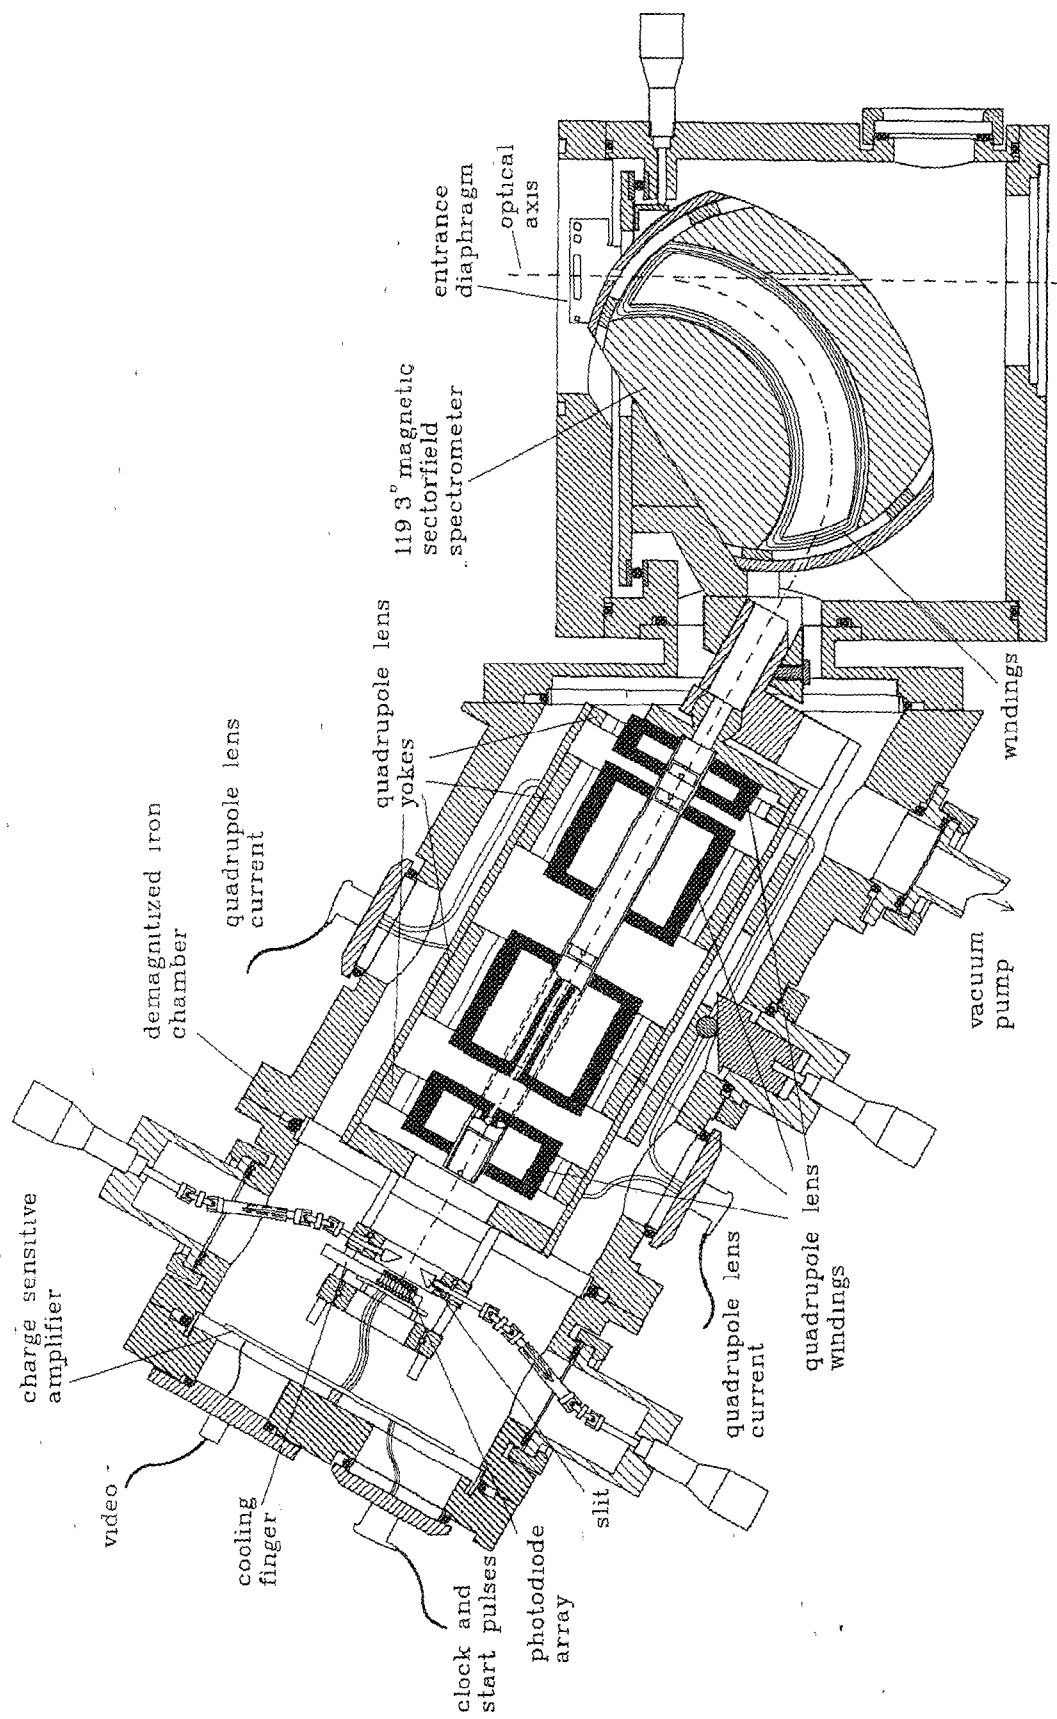 charge sensitive
amplifier
demagnitized iron
chamber
quadrupole lens
current
quadrupole lens
yokes
119 3° magnetic
sectorfield
spectrometer
entrance
diaphragm
optical
axis
video
cooling
finger
clock and
start pulses
photodiode
array
slit
quadrupole lens
current
quadrupole lens
windings
vacuum
pump
windings